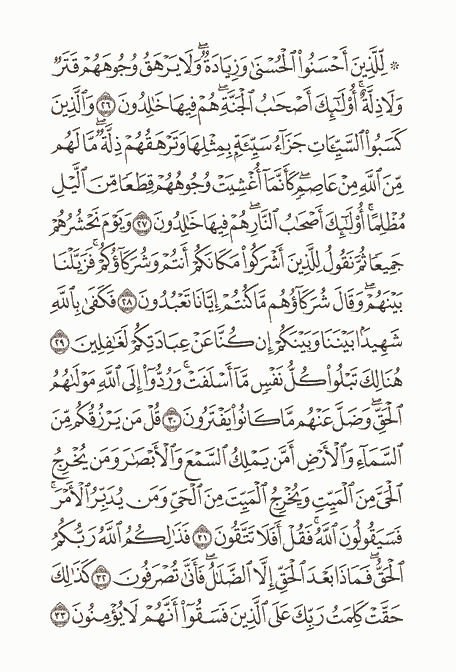 ۞ لِّلَّذِينَ أَحْسَنُوا۟ ٱلْحُسْنَىٰ وَزِيَادَةٌ ۖ وَلَا يَرْهَقُ وُجُوهَهُمْ قَتَرٌ
وَلَا ذِلَّةٌ ۚ أُو۟لَـٰٓئِكَ أَصْحَـٰبُ ٱلْجَنَّةِ ۖ هُمْ فِيهَا خَـٰلِدُونَ ٢٦ وَٱلَّذِينَ
كَسَبُوا۟ ٱلسَّيِّـَٔاتِ جَزَآءُ سَيِّئَةٍۭ بِمِثْلِهَا وَتَرْهَقُهُمْ ذِلَّةٌ ۖ مَّا لَهُم
مِّنَ ٱللَّهِ مِنْ عَاصِمٍ ۖ كَأَنَّمَآ أُغْشِيَتْ وُجُوهُهُمْ قِطَعًا مِّنَ ٱلَّيْلِ
مُظْلِمًا ۚ أُو۟لَـٰٓئِكَ أَصْحَـٰبُ ٱلنَّارِ ۖ هُمْ فِيهَا خَـٰلِدُونَ ٢٧ وَيَوْمَ نَحْشُرُهُمْ
جَمِيعًا ثُمَّ نَقُولُ لِلَّذِينَ أَشْرَكُوا۟ مَكَانَكُمْ أَنتُمْ وَشُرَكَآؤُكُمْ ۚ فَزَيَّلْنَا
بَيْنَهُمْ ۖ وَقَالَ شُرَكَآؤُهُم مَّا كُنتُمْ إِيَّانَا تَعْبُدُونَ ٢٨ فَكَفَىٰ بِٱللَّهِ
شَهِيدًۢا بَيْنَنَا وَبَيْنَكُمْ إِن كُنَّا عَنْ عِبَادَتِكُمْ لَغَـٰفِلِينَ ٢٩
هُنَالِكَ تَبْلُوا۟ كُلُّ نَفْسٍ مَّآ أَسْلَفَتْ ۚ وَرُدُّوٓا۟ إِلَى ٱللَّهِ مَوْلَىٰهُمُ
ٱلْحَقِّ ۖ وَضَلَّ عَنْهُم مَّا كَانُوا۟ يَفْتَرُونَ ٣٠ قُلْ مَن يَرْزُقُكُم مِّنَ
ٱلسَّمَآءِ وَٱلْأَرْضِ أَمَّن يَمْلِكُ ٱلسَّمْعَ وَٱلْأَبْصَـٰرَ وَمَن يُخْرِجُ
ٱلْحَىَّ مِنَ ٱلْمَيِّتِ وَيُخْرِجُ ٱلْمَيِّتَ مِنَ ٱلْحَىِّ وَمَن يُدَبِّرُ ٱلْأَمْرَ ۚ
فَسَيَقُولُونَ ٱللَّهُ ۚ فَقُلْ أَفَلَا تَتَّقُونَ ٣١ فَذَٰلِكُمُ ٱللَّهُ رَبُّكُمُ
ٱلْحَقُّ ۖ فَمَاذَا بَعْدَ ٱلْحَقِّ إِلَّا ٱلضَّلَـٰلُ ۖ فَأَنَّىٰ تُصْرَفُونَ ٣٢ كَذَٰلِكَ
حَقَّتْ كَلِمَتُ رَبِّكَ عَلَى ٱلَّذِينَ فَسَقُوٓا۟ أَنَّهُمْ لَا يُؤْمِنُونَ ٣٣